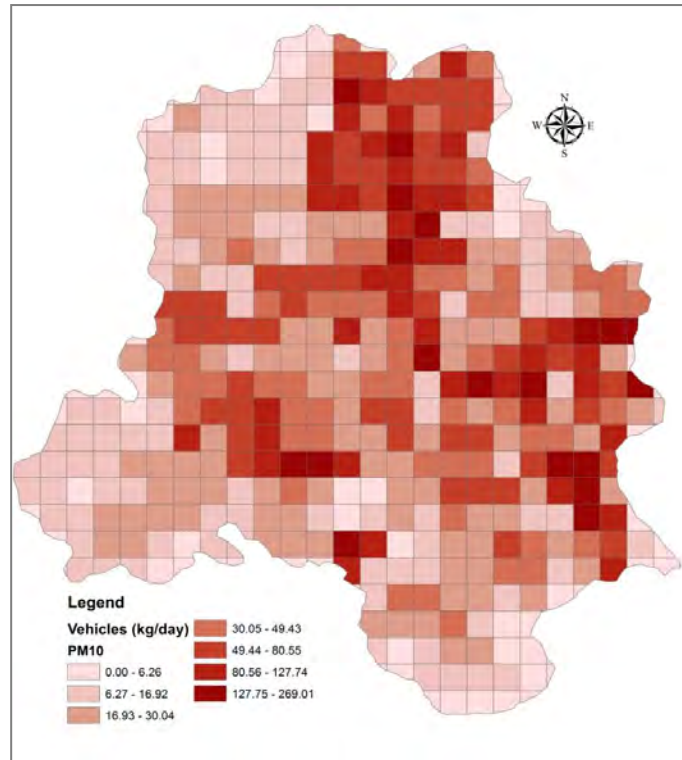 N
W E
S
Legend
Vehicles (kg/day)
PM10
0.00 - 6.26
6.27 - 16.92
16.93 - 30.04
30.05 - 49.43
49.44 - 80.55
80.56 - 127.74
127.75 - 269.01